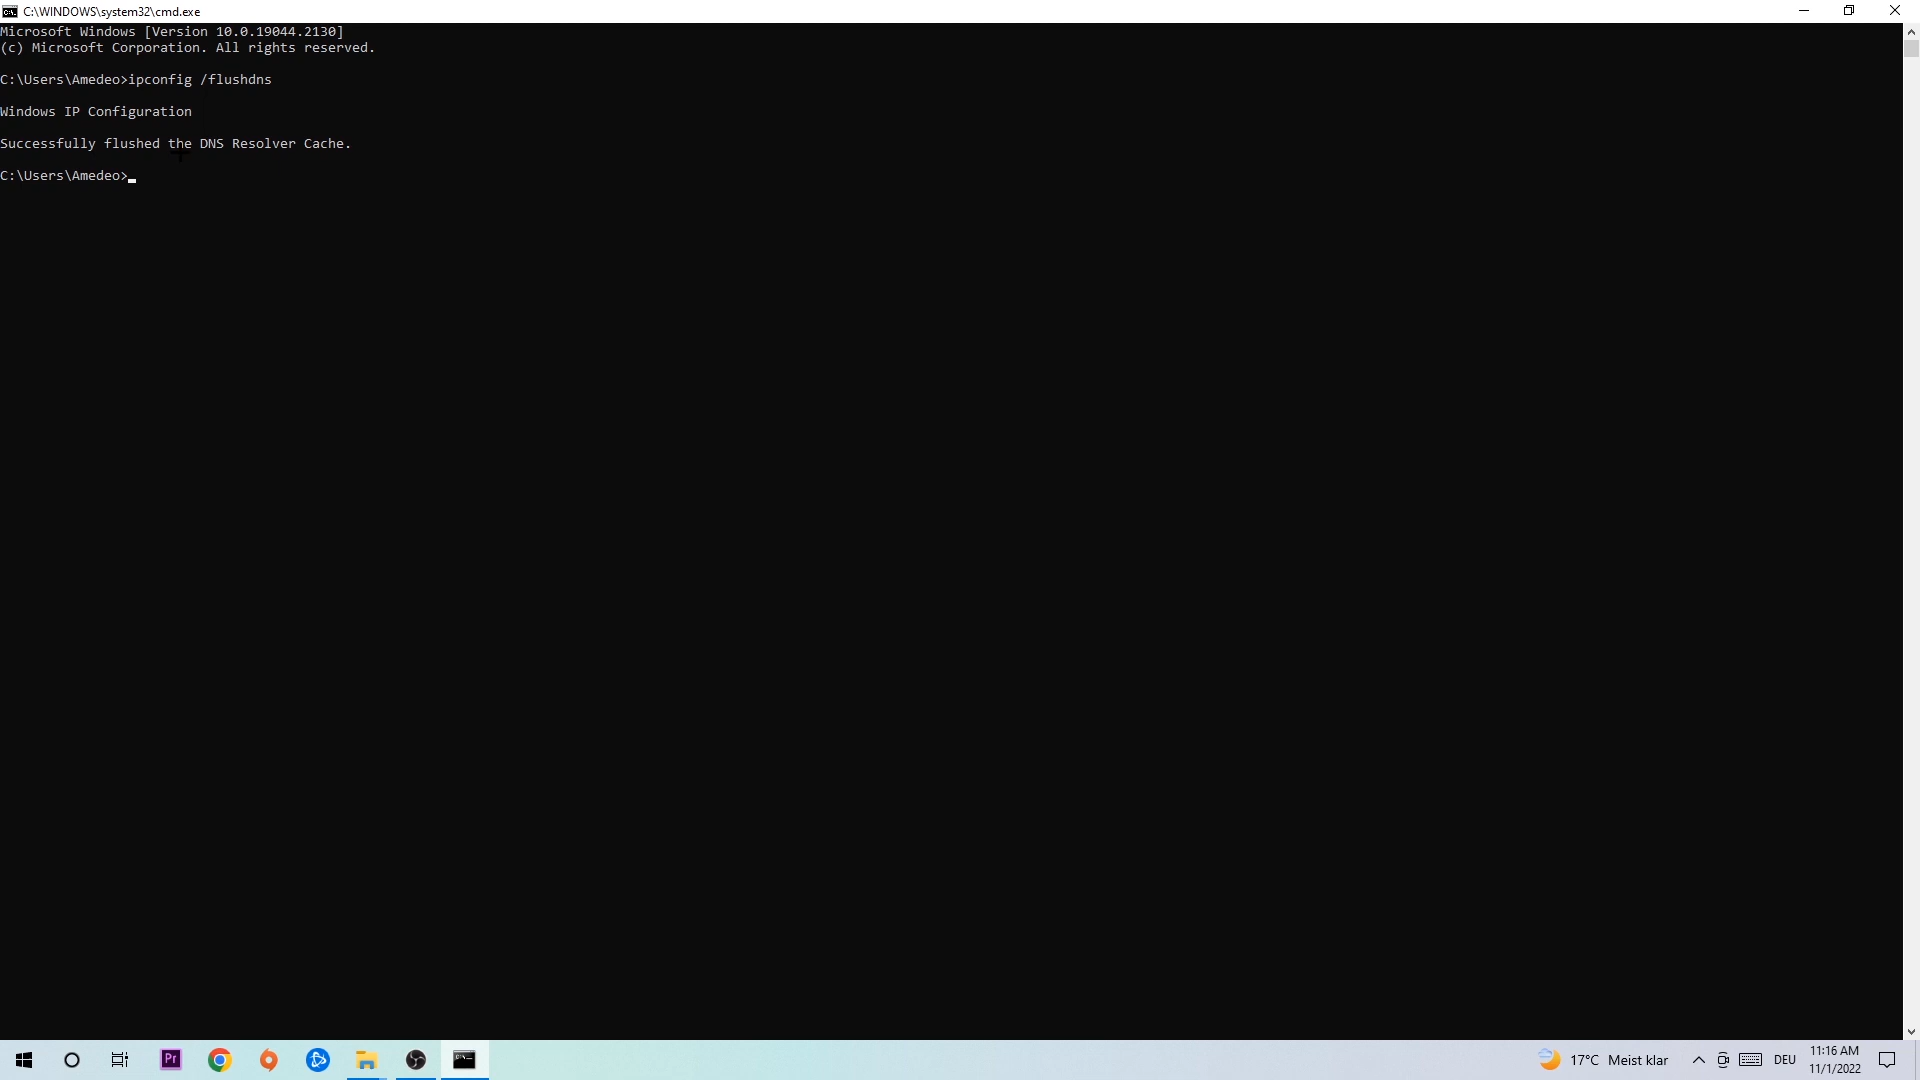 C:\WINDOWS\system32\cmd.exe
Microsoft Windows [Version 10.0.19044.2130]
(c) Microsoft Corporation. All rights reserved.
C:\Users\Amedeo>ipconfig /flushdns
Windows IP Configuration
Successfully flushed the DNS Resolver Cache.
C:\Users\Amedeo>
Pr
17°C Meist klar
DEU
11:16 AM
11/1/2022